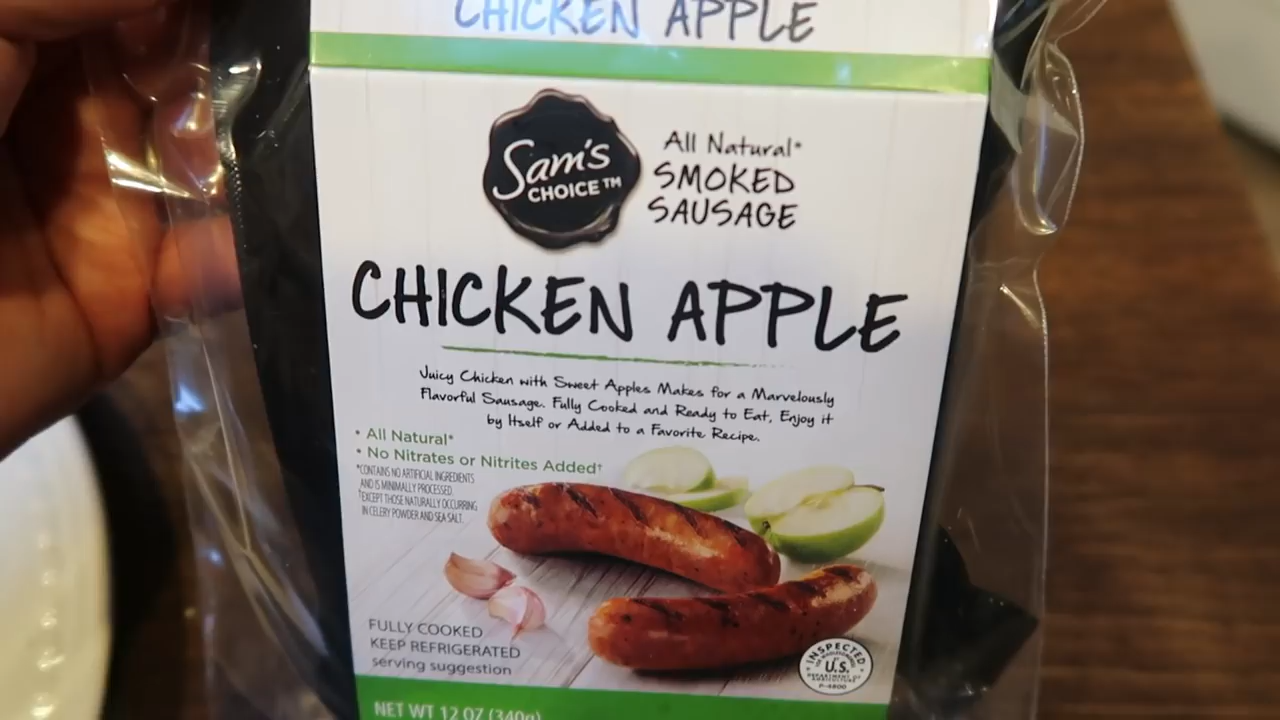 CHICKEN APPLE
Sam's
CHOICE™
All Natural*
SMOKED
SAUSAGE
CHICKEN APPLE
Juicy Chicken with Sweet Apples Makes for a Marvelously
Flavorful Sausage. Fully Cooked and Ready to Eat, Enjoy it
by Itself or Added to a Favorite Recipe.
• All Natural*
• No Nitrates or Nitrites Added†
*CONTAINS NO ARTIFICIAL INGREDIENTS
AND IS MINIMALLY PROCESSED.
†EXCEPT THOSE NATURALLY OCCURRING
IN CELERY POWDER AND SEA SALT.
FULLY COOKED
KEEP REFRIGERATED
serving suggestion
INSPECTED
FOR WHOLESOMENESS
U.S.
DEPARTMENT OF
AGRICULTURE
P-4800
NET WT 12 OZ (340g)